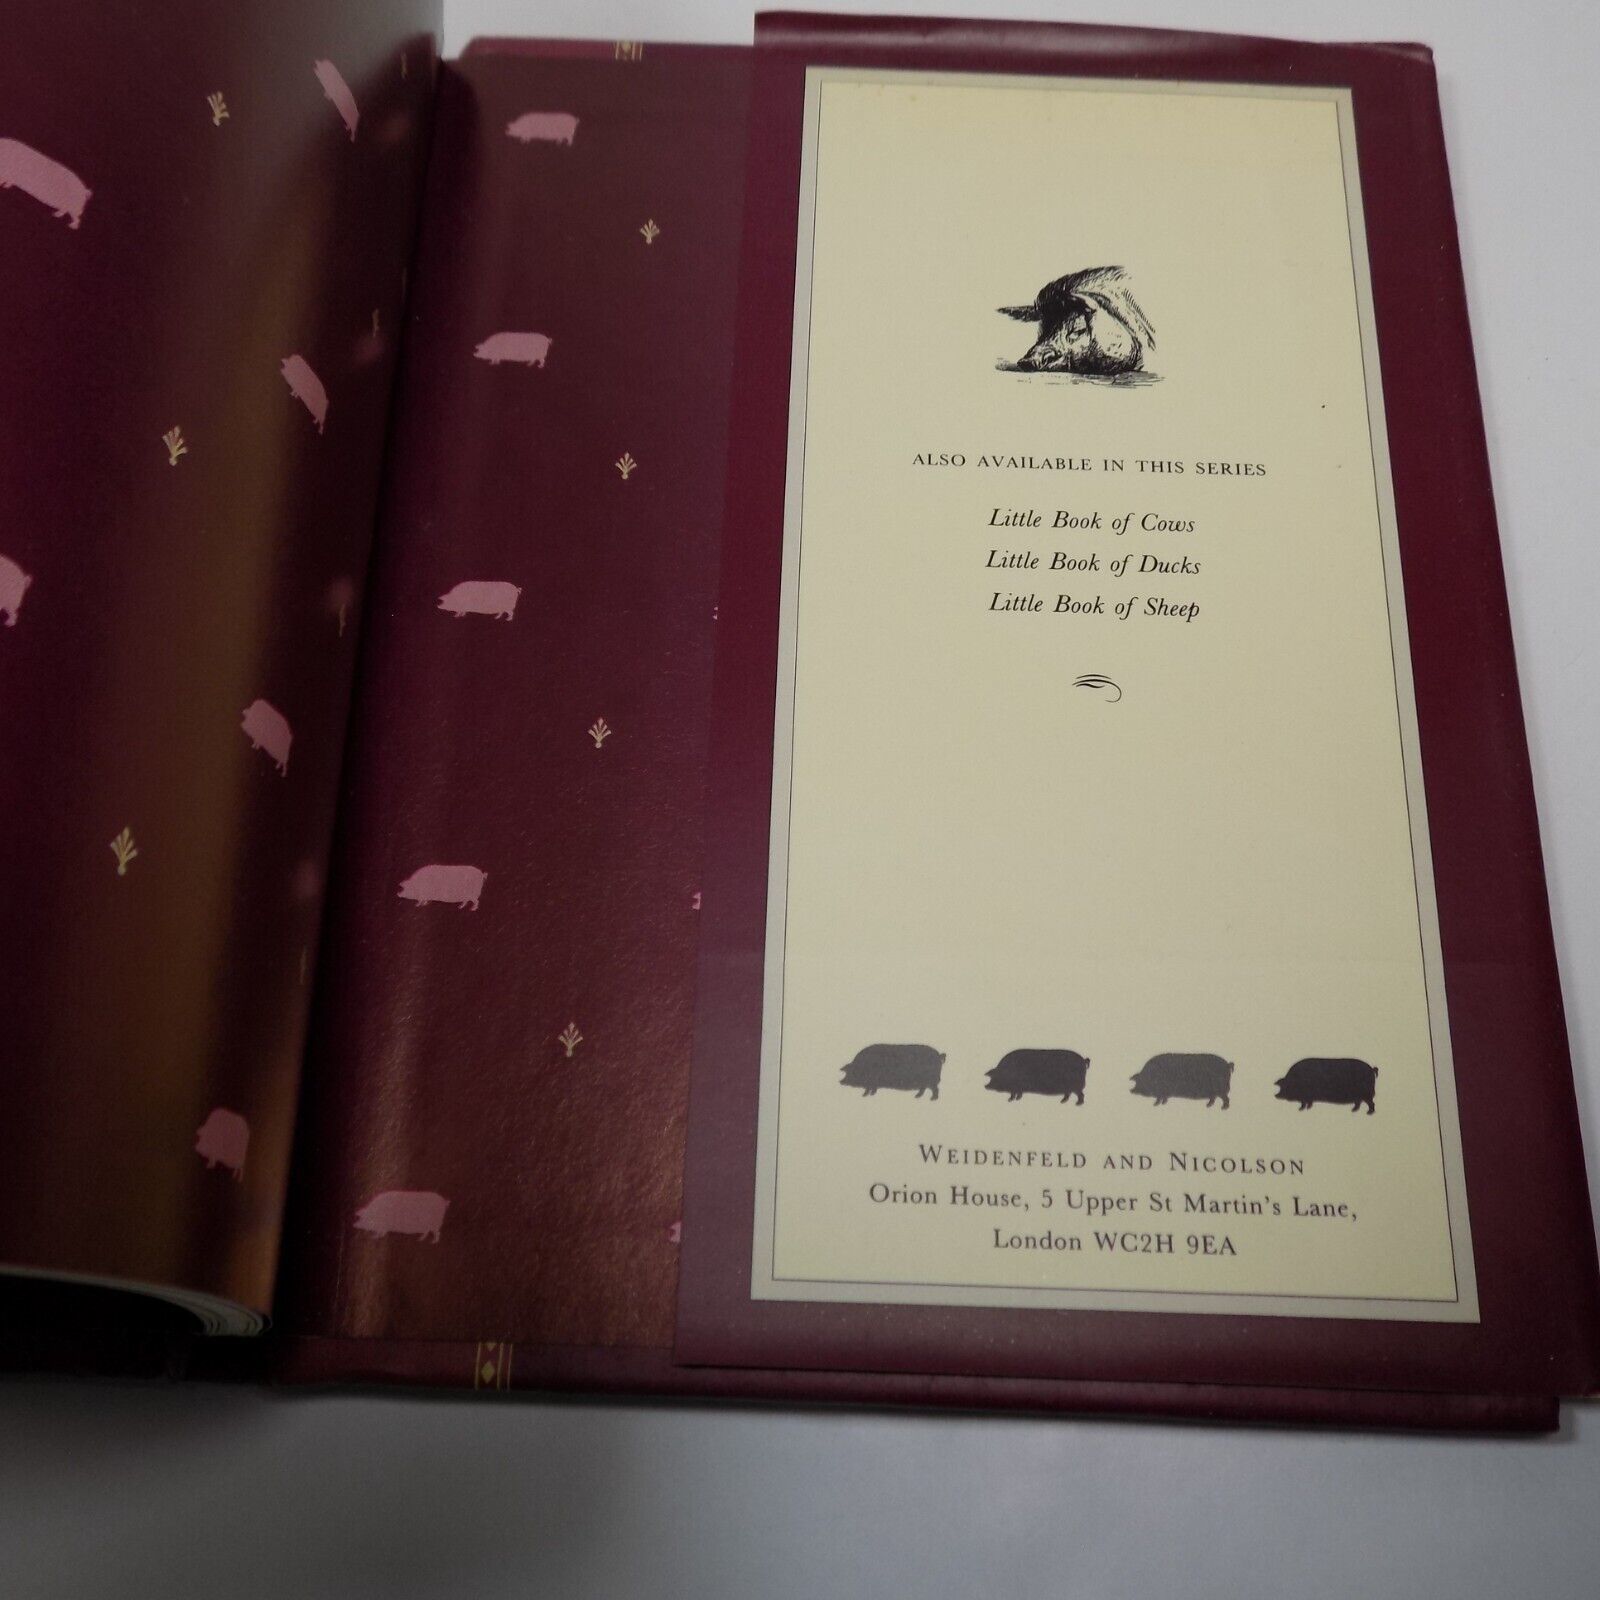 ALSO AVAILABLE IN THIS SERIES
Little Book of Cows
Little Book of Ducks
Little Book of Sheep
WEIDENFELD AND NICOLSON
Orion House, 5 Upper St Martin's Lane,
London WC2H 9EA